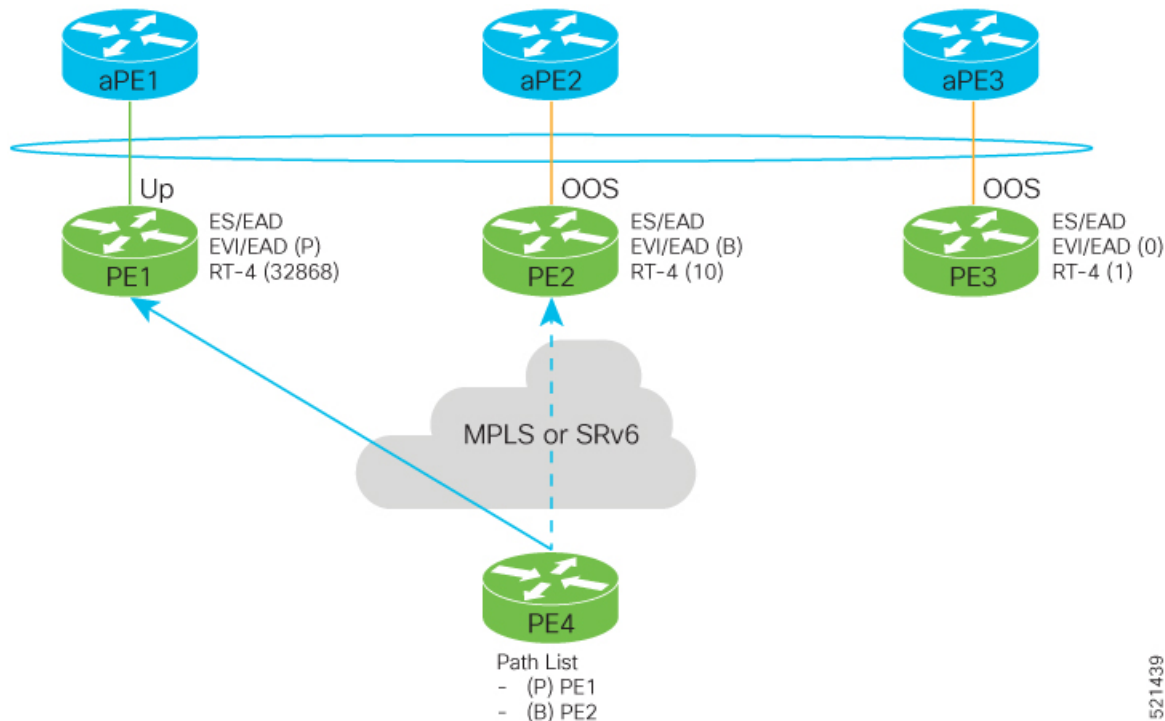 aPE1
aPE2
aPE3
Up
OOS
OOS
PE1
ES/EAD
EVI/EAD (P)
RT-4 (32868)
PE2
ES/EAD
EVI/EAD (B)
RT-4 (10)
PE3
ES/EAD
EVI/EAD (0)
RT-4 (1)
MPLS or SRv6
PE4
Path List
- (P) PE1
- (B) PE2
521439